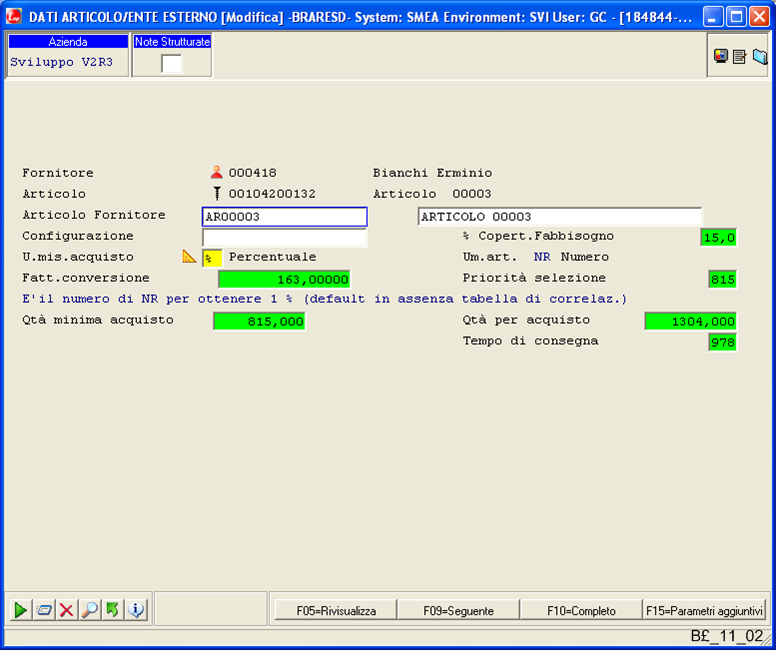 DATI ARTICOLO/ENTE ESTERNO [Modifica] -BRARESD- System: SMEA Environment: SVI User: GC - [184844-...
Azienda
Note Strutturate
Sviluppo V2R3
Fornitore 000418 Bianchi Erminio
Articolo 00104200132 Articolo 00003
Articolo Fornitore AR00003 ARTICOLO 00003
Configurazione % Copert.Fabbisogno 15,0
U.mis.acquisto % Percentuale Um.art. NR Numero
Fatt.conversione 163,00000 Priorità selezione 815
E'il numero di NR per ottenere 1 % (default in assenza tabella di correlaz.)
Qtà minima acquisto 815,000 Qtà per acquisto 1304,000
Tempo di consegna 978
F05=Rivisualizza F09=Seguente F10=Completo F15=Parametri aggiuntivi
B£_11_02